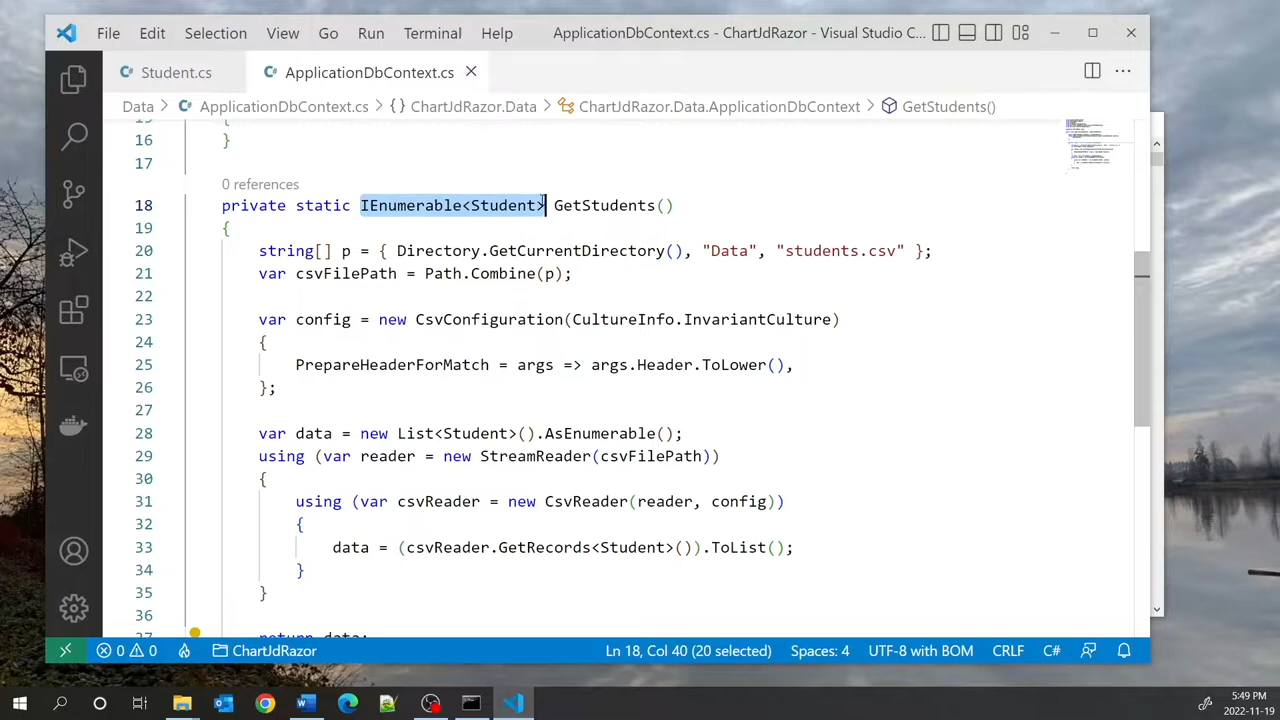 File Edit Selection View Go Run Terminal Help ApplicationDbContext.cs - ChartJdRazor - Visual Studio C...
Student.cs ApplicationDbContext.cs
Data > ApplicationDbContext.cs > {} ChartJdRazor.Data > ChartJdRazor.Data.ApplicationDbContext > GetStudents()
15 {
16 }
17
0 references
18 private static IEnumerable<Student> GetStudents()
19 {
20 string[] p = { Directory.GetCurrentDirectory(), "Data", "students.csv" };
21 var csvFilePath = Path.Combine(p);
22
23 var config = new CsvConfiguration(CultureInfo.InvariantCulture)
24 {
25 PrepareHeaderForMatch = args => args.Header.ToLower(),
26 };
27
28 var data = new List<Student>().AsEnumerable();
29 using (var reader = new StreamReader(csvFilePath))
30 {
31 using (var csvReader = new CsvReader(reader, config))
32 {
33 data = (csvReader.GetRecords<Student>()).ToList();
34 }
35 }
36
37 return data;
0 0 ChartJdRazor Ln 18, Col 40 (20 selected) Spaces: 4 UTF-8 with BOM CRLF C#
5:49 PM
2022-11-19